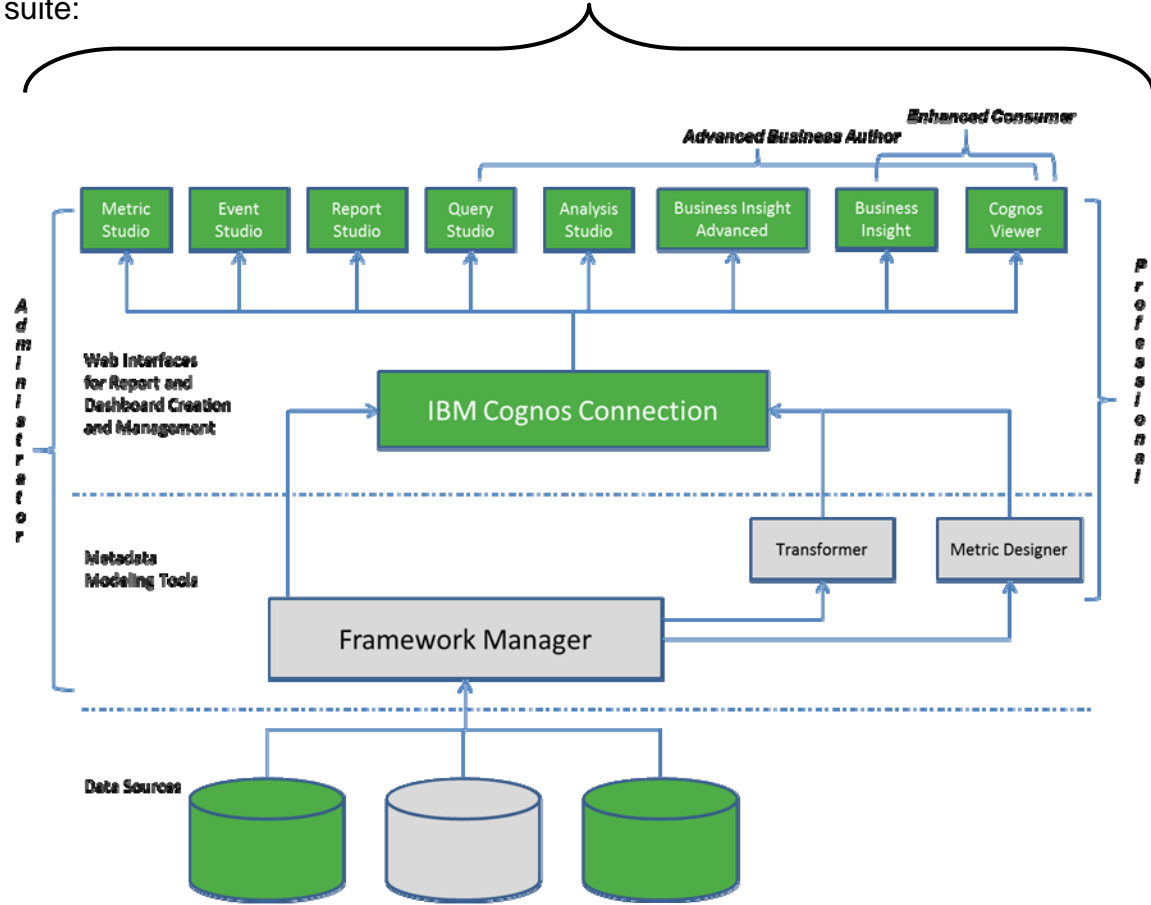 suite:
Enhanced Consumer
Advanced Business Author
Metric
Studio
Event
Studio
Report
Studio
Query
Studio
Analysis
Studio
Business Insight
Advanced
Business
Insight
Cognos
Viewer
Administrator
Professional
Web Interfaces
for Report and
Dashboard Creation
and Management
IBM Cognos Connection
Transformer
Metric Designer
Metadata
Modeling Tools
Framework Manager
Data Sources